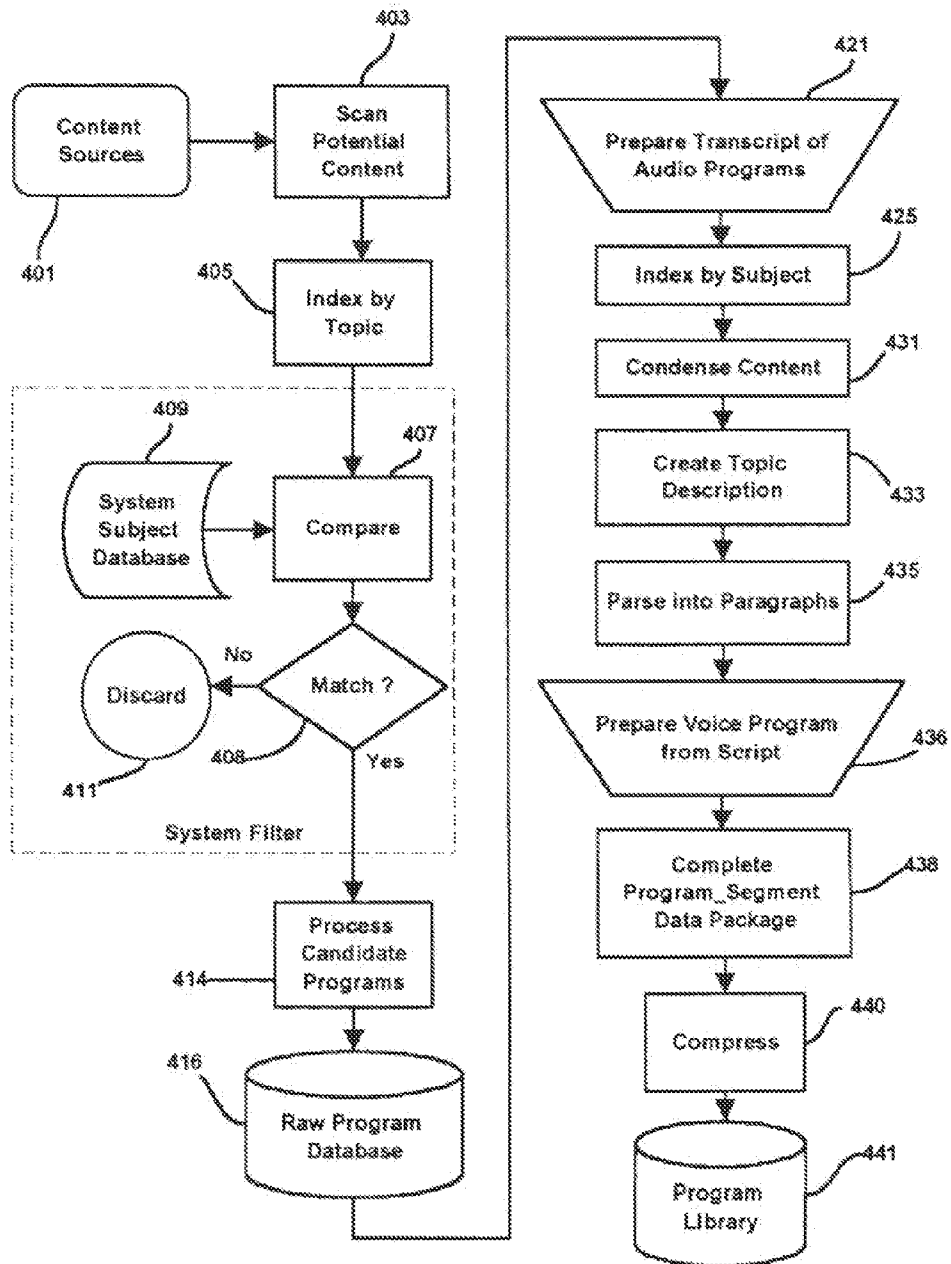 403
Content
Sources
401
Scan
Potential
Content
405
Index by
Topic
409
System
Subject
Database
407
Compare
No
Discard
411
Match ?
408
Yes
System Filter
Process
Candidate
Programs
414
416
Raw Program
Database
421
Prepare Transcript of
Audio Programs
425
Index by Subject
431
Condense Content
Create Topic
Description
433
435
Parse into Paragraphs
Prepare Voice Program
from Script
436
Complete
Program_Segment
Data Package
438
440
Compress
441
Program
Library